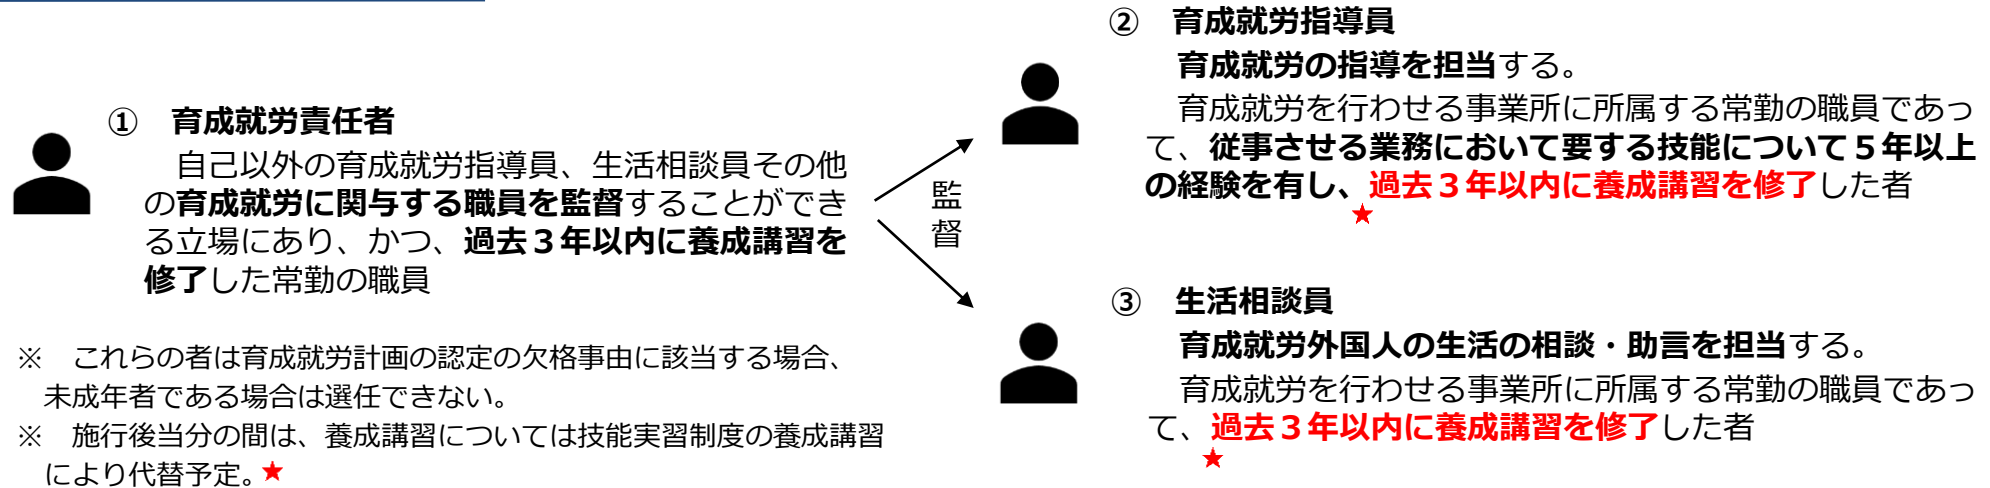 ① 育成就労責任者
自己以外の育成就労指導員、生活相談員その他
の育成就労に関与する職員を監督することができ
る立場にあり、かつ、過去３年以内に養成講習を
修了した常勤の職員
※ これらの者は育成就労計画の認定の欠格事由に該当する場合、
未成年者である場合は選任できない。
※ 施行後当分の間は、養成講習については技能実習制度の養成講習
により代替予定。★
監
督
② 育成就労指導員
育成就労の指導を担当する。
育成就労を行わせる事業所に所属する常勤の職員であっ
て、従事させる業務において要する技能について５年以上
の経験を有し、過去３年以内に養成講習を修了した者
★
③ 生活相談員
育成就労外国人の生活の相談・助言を担当する。
育成就労を行わせる事業所に所属する常勤の職員であっ
て、過去３年以内に養成講習を修了した者
★